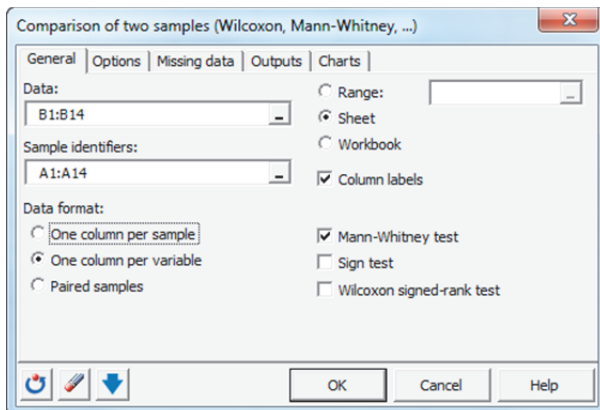 Comparison of two samples (Wilcoxon, Mann-Whitney, ...)
General Options Missing data Outputs Charts
Data:
B1:B14
Sample identifiers:
A1:A14
Data format:
One column per sample
One column per variable
Paired samples
Range:
Sheet
Workbook
Column labels
Mann-Whitney test
Sign test
Wilcoxon signed-rank test
OK Cancel Help